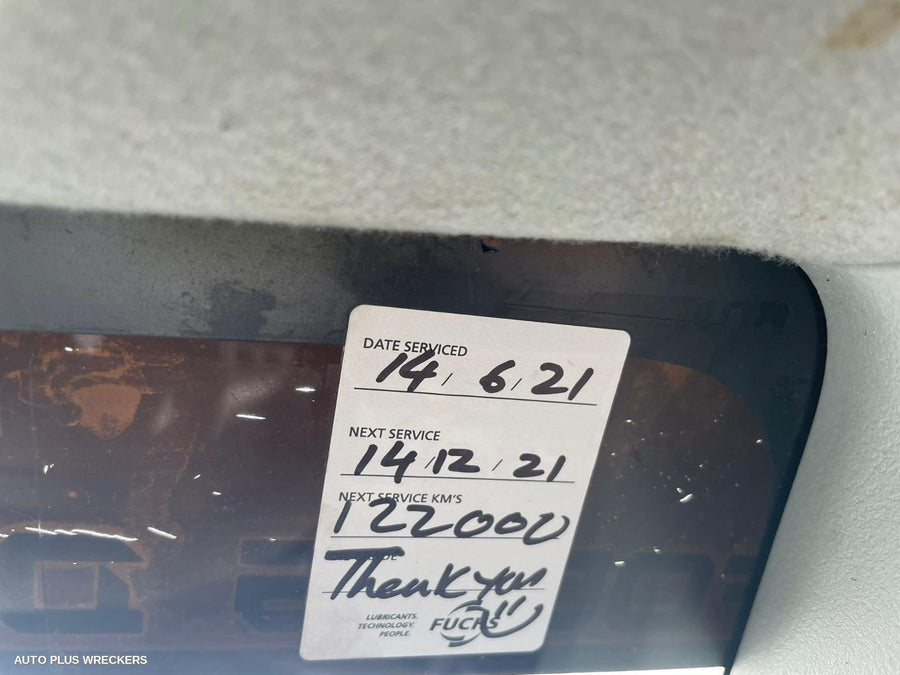 DATE SERVICED
14 / 6 / 21
NEXT SERVICE
14 / 12 / 21
NEXT SERVICE KM'S
122000
Thank you
LUBRICANTS.
TECHNOLOGY.
PEOPLE.
FUCHS
AUTO PLUS WRECKERS